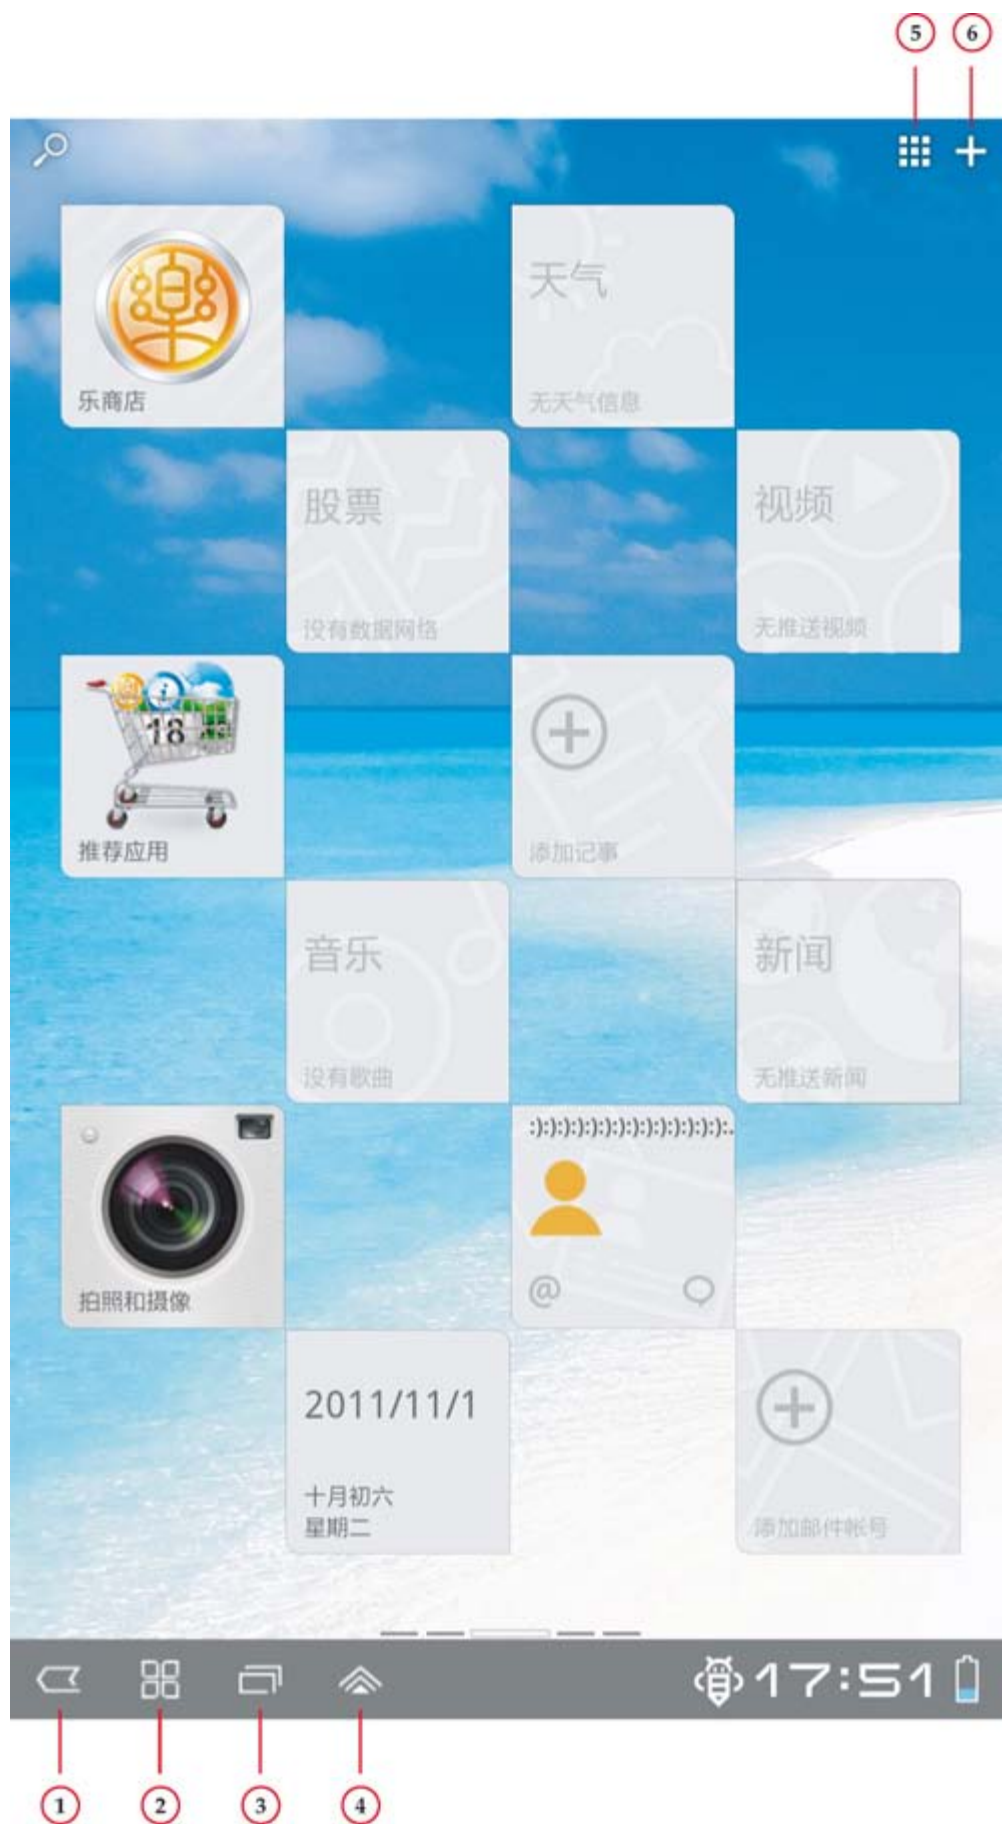 5 6
乐商店
天气
无天气信息
股票
没有数据网络
视频
无推送视频
18
推荐应用
添加记事
音乐
没有歌曲
新闻
无推送新闻
拍照和摄像
:):):):):):):):):):):):):):):.
@
2011/11/1
十月初六
星期二
添加邮件帐号
17:51
1 2 3 4